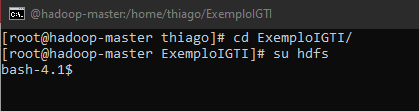 @hadoop-master:/home/thiago/ExemploIGTI
[root@hadoop-master thiago]# cd ExemploIGTI/
[root@hadoop-master ExemploIGTI]# su hdfs
bash-4.1$